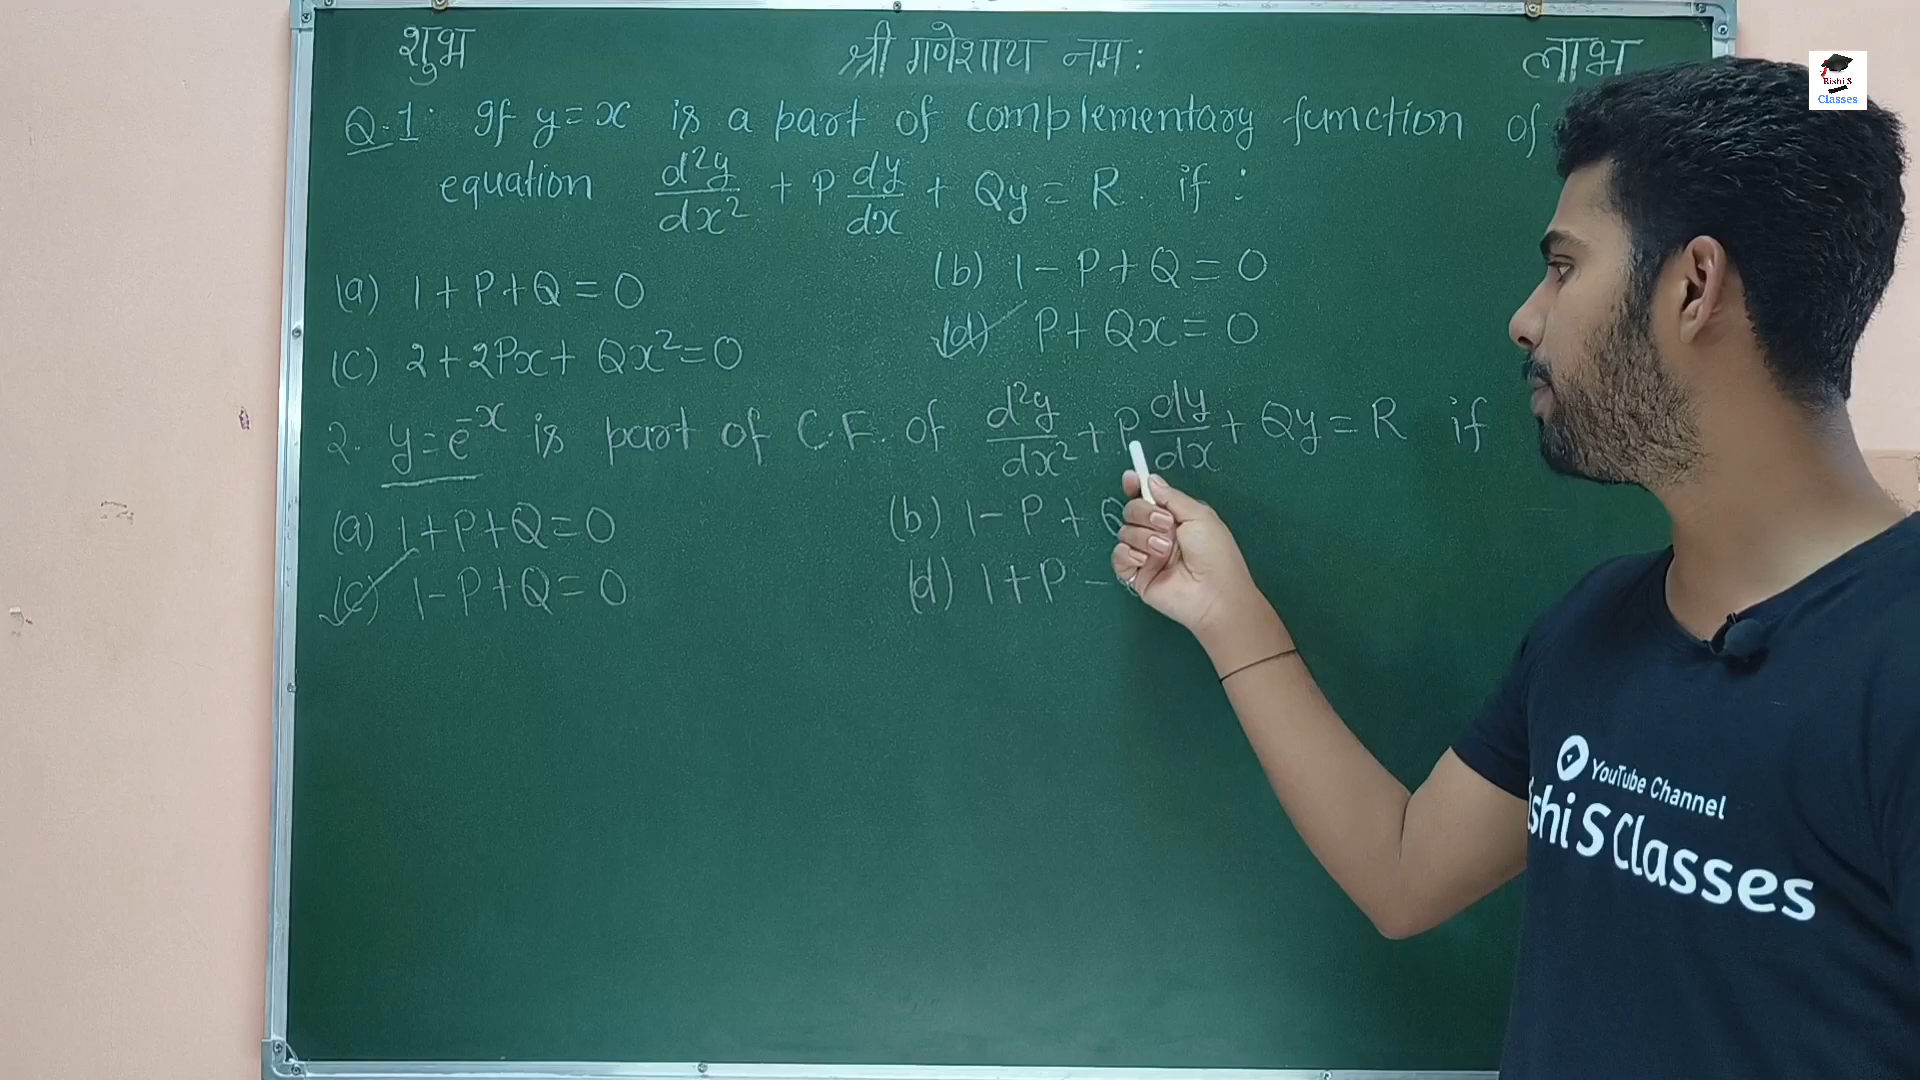 शुभ श्री गणेशाय नमः लाभ
Q.1: If y=x is a part of complementary function of
equation d²y/dx² + P dy/dx + Qy = R. if :
(a) 1+P+Q=0 (b) 1-P+Q=0
(c) 2+2Px+Qx²=0 (d) P+Qx=0
2. y=e^-x is part of C.F. of d²y/dx² + P dy/dx + Qy = R if
(a) 1+P+Q=0 (b) 1-P+Q
(c) 1-P+Q=0 (d) 1+P-
Rishi S
Classes
YouTube Channel
ishi S Classes